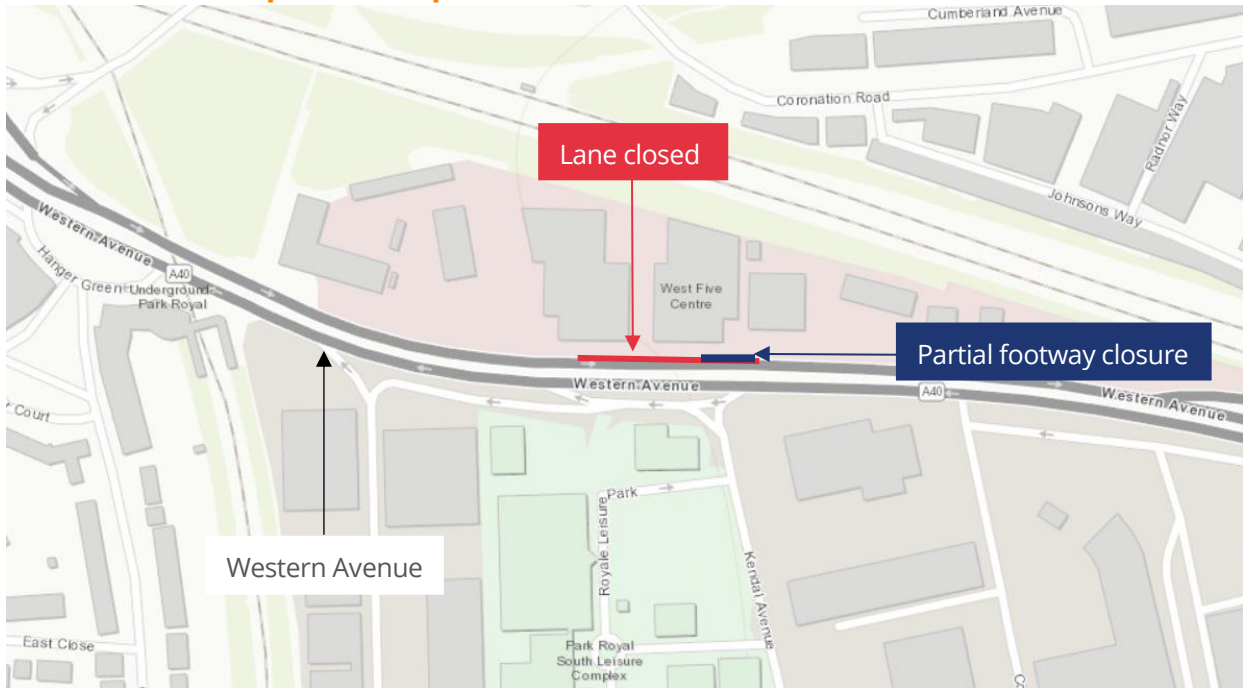 Cumberland Avenue
Coronation Road
Radnor Way
Johnsons Way
Lane closed
Western Avenue
A40
Hanger Green
Underground
Park Royal
West Five
Centre
Partial footway closure
Western Avenue
A40
Western Avenue
Court
Park
Royale Leisure
Western Avenue
Kendal Avenue
East Close
Park Royal
South Leisure
Complex